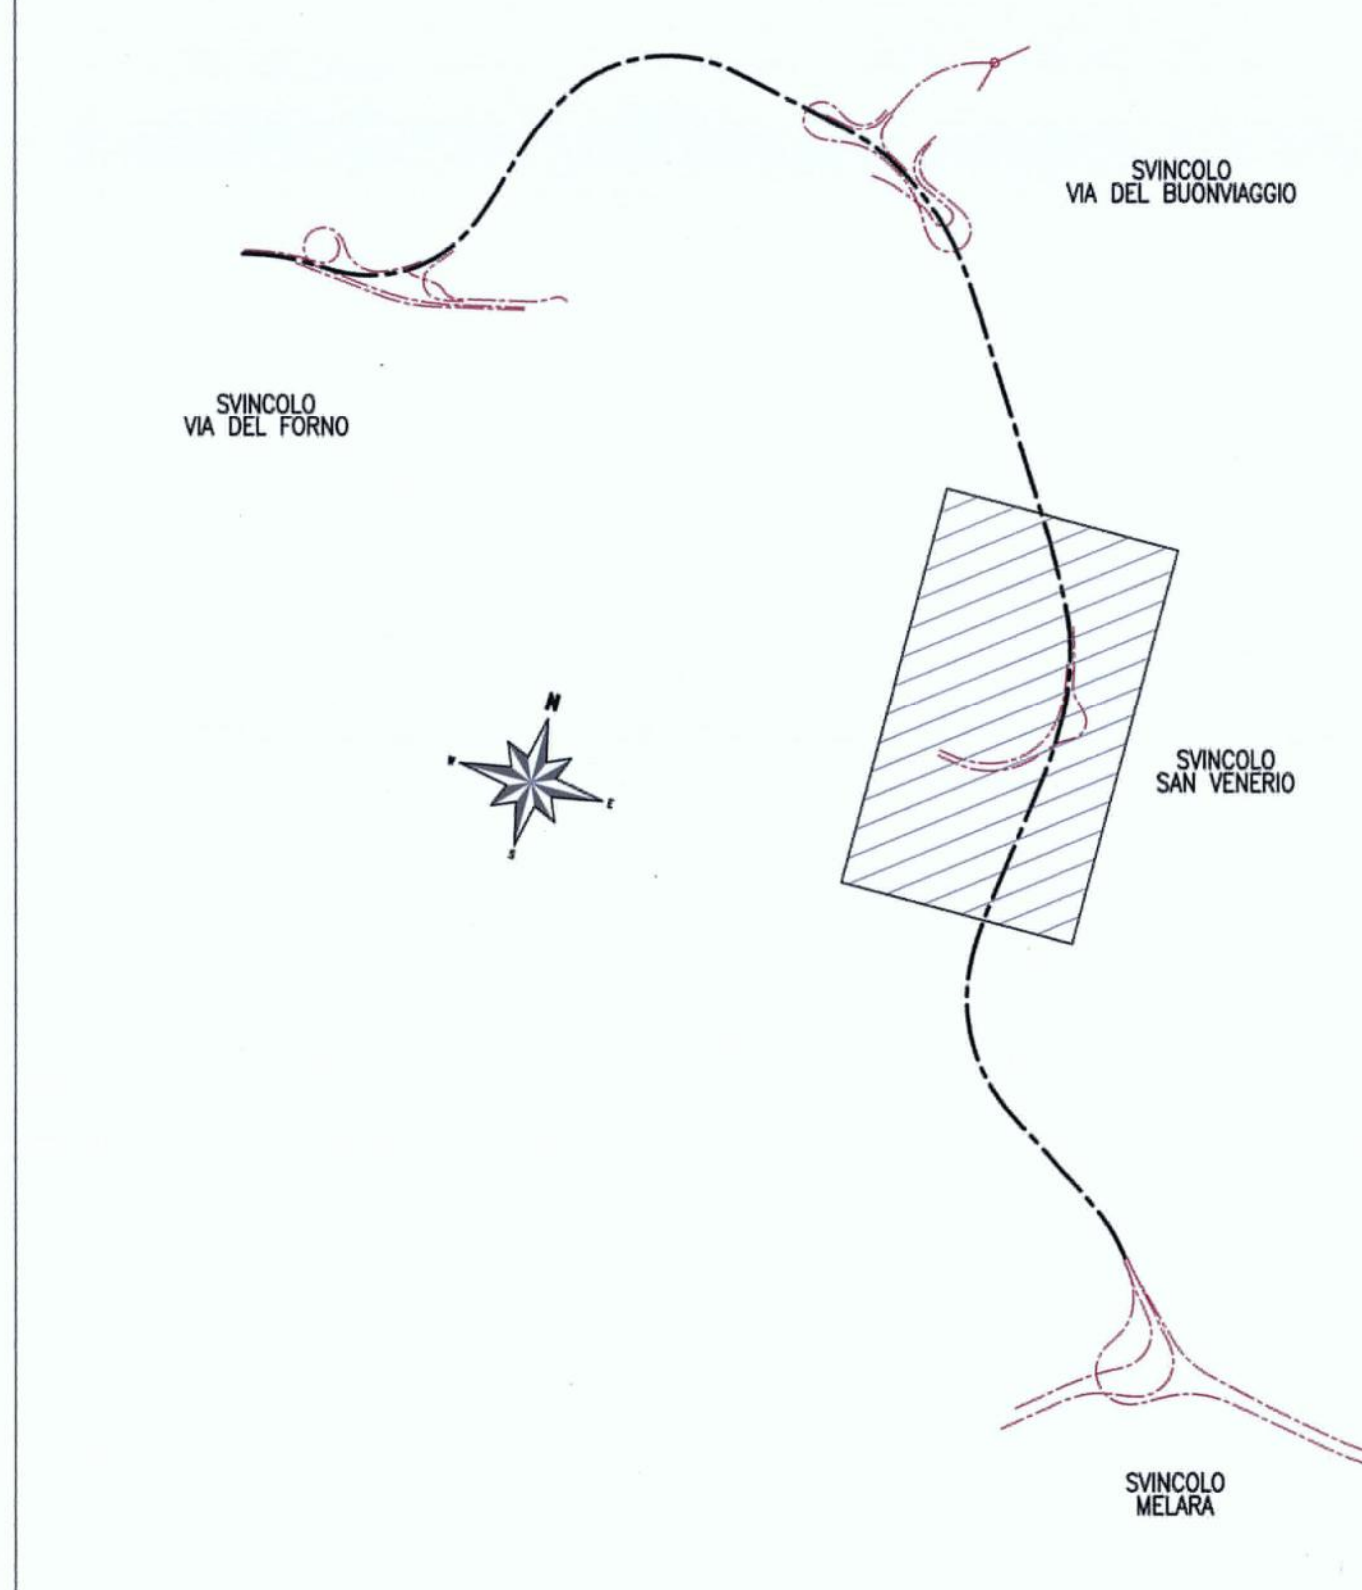 SVINCOLO
VIA DEL BUONVIAGGIO
SVINCOLO
VIA DEL FORNO
N
W
E
S
SVINCOLO
SAN VENERIO
SVINCOLO
MELARA